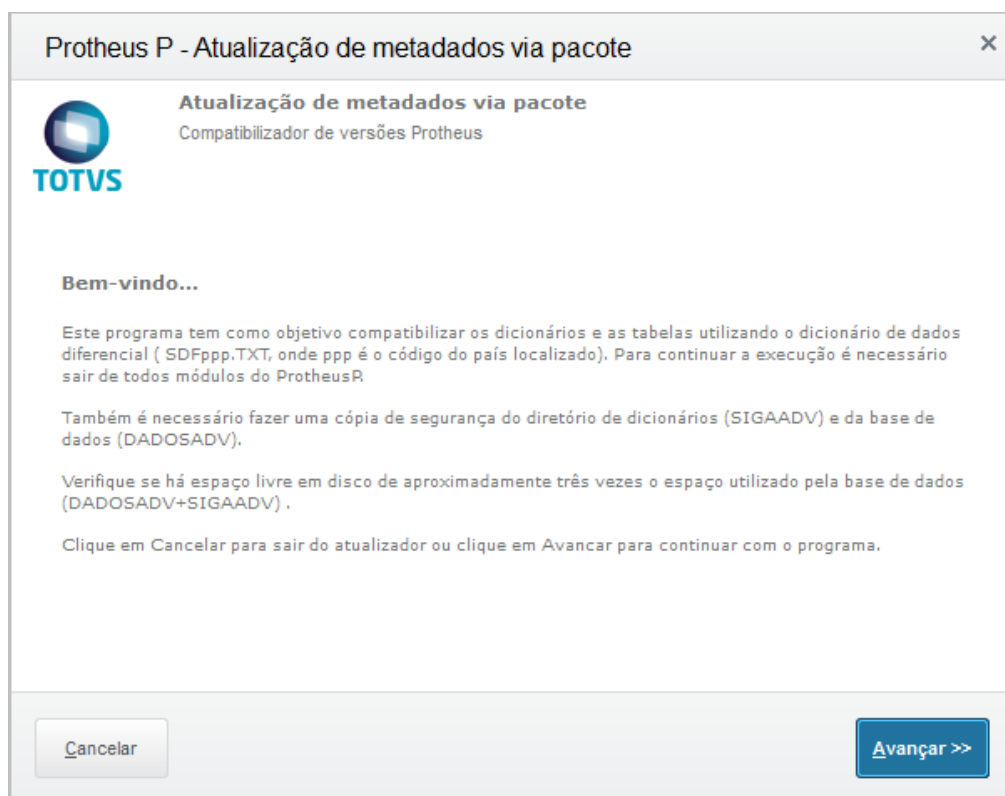 Protheus P - Atualização de metadados via pacote
×
Atualização de metadados via pacote
Compatibilizador de versões Protheus
TOTVS
Bem-vindo...
Este programa tem como objetivo compatibilizar os dicionários e as tabelas utilizando o dicionário de dados
diferencial ( SDFppp.TXT, onde ppp é o código do país localizado). Para continuar a execução é necessário
sair de todos módulos do ProtheusP.
Também é necessário fazer uma cópia de segurança do diretório de dicionários (SIGAADV) e da base de
dados (DADOSADV).
Verifique se há espaço livre em disco de aproximadamente três vezes o espaço utilizado pela base de dados
(DADOSADV+SIGAADV) .
Clique em Cancelar para sair do atualizador ou clique em Avancar para continuar com o programa.
Cancelar
Avançar >>